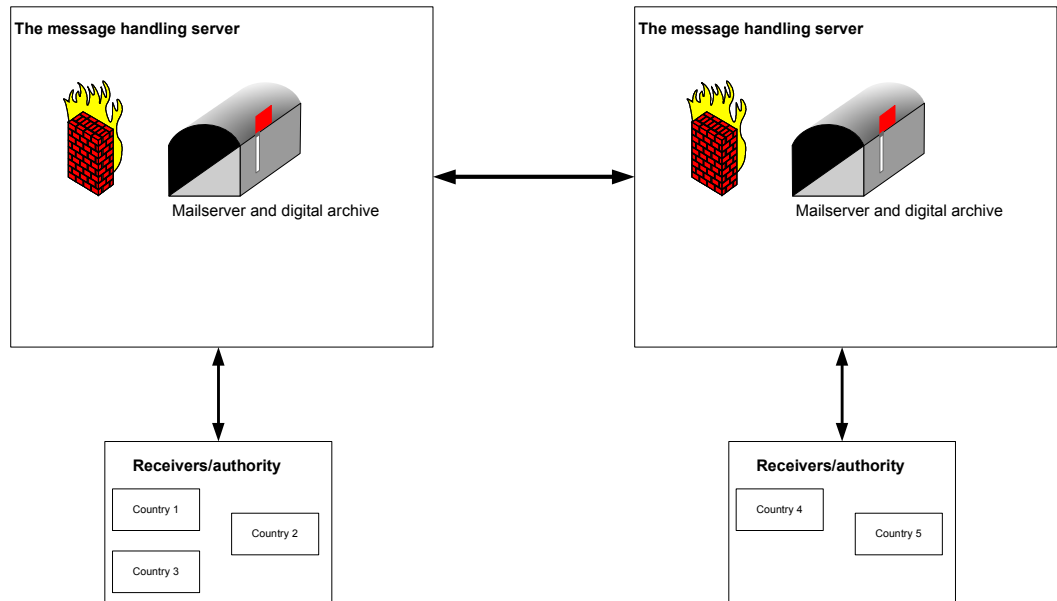 The message handling server
Mailserver and digital archive
The message handling server
Mailserver and digital archive
Receivers/authority
Country 1
Country 2
Country 3
Receivers/authority
Country 4
Country 5